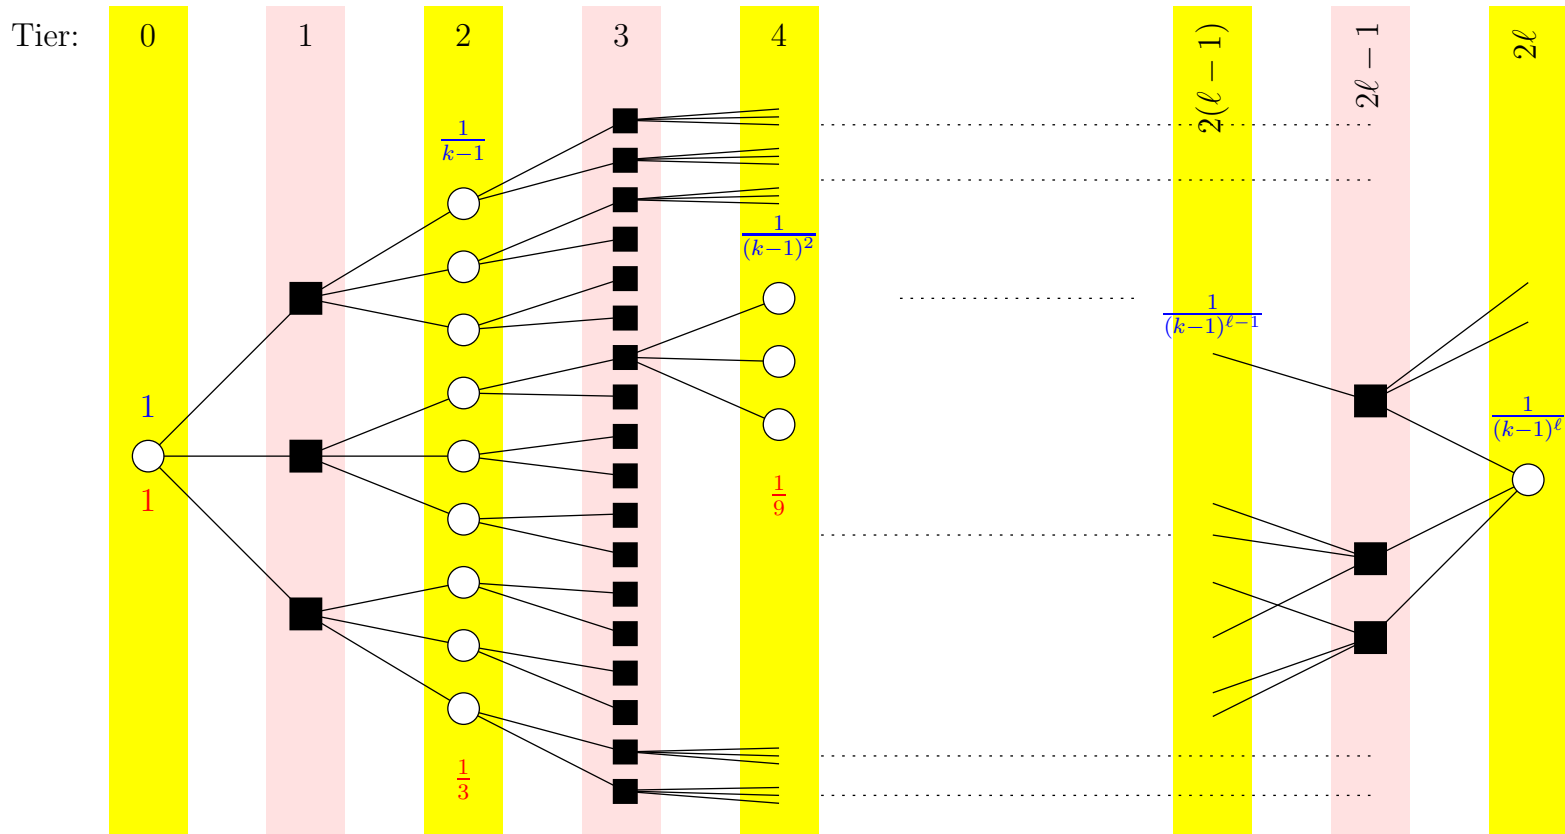 Tier: 0 1 2 3 4 2(ℓ − 1) 2ℓ − 1 2ℓ
1/(k−1)
1/(k−1)^2
1/(k−1)^{ℓ−1}
1
1/(k−1)^ℓ
1
1/9
1/3